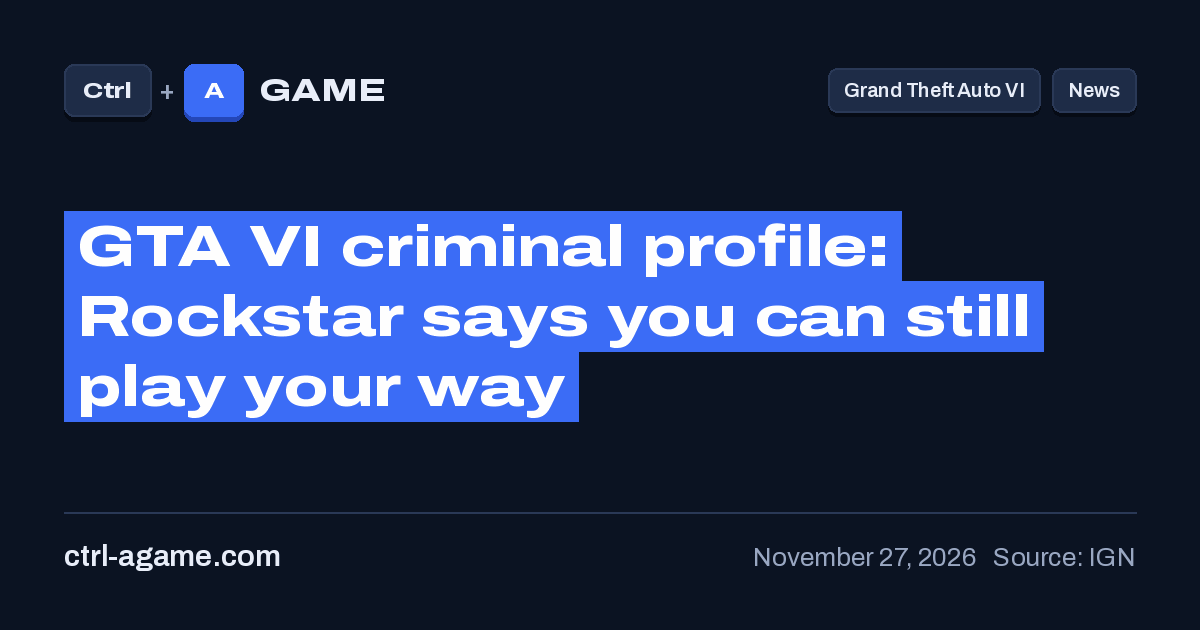 Ctrl + A GAME
Grand Theft Auto VI
News
GTA VI criminal profile:
Rockstar says you can still
play your way
ctrl-agame.com
November 27, 2026 Source: IGN